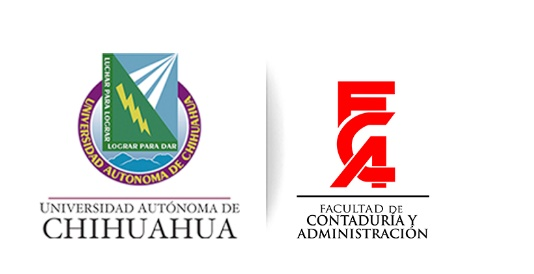 LUCHAR PARA LOGRAR
LOGRAR PARA DAR
UNIVERSIDAD AUTONOMA DE CHIHUAHUA
UNIVERSIDAD AUTÓNOMA DE
CHIHUAHUA
FCA
FACULTAD DE
CONTADURÍA Y
ADMINISTRACIÓN